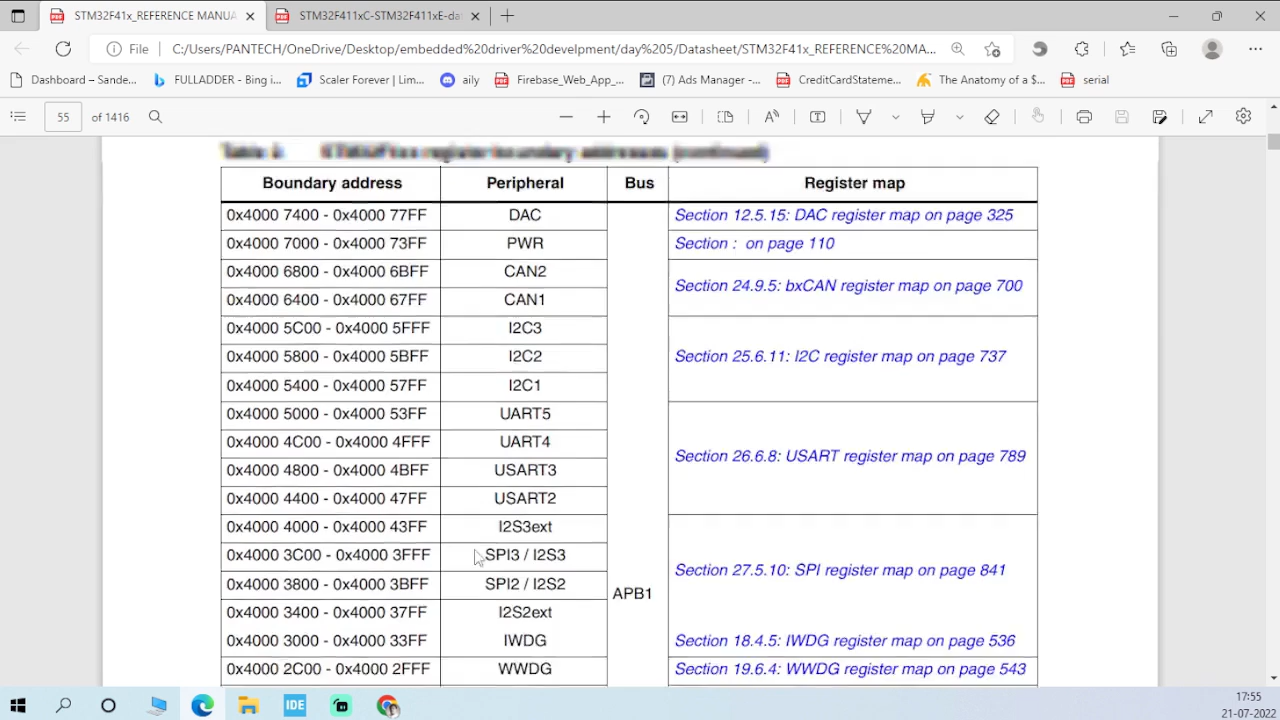 STM32F41x_REFERENCE MANUA
STM32F411xC-STM32F411xE-da
File
C:/Users/PANTECH/OneDrive/Desktop/embedded%20driver%20develpment/day%205/Datasheet/STM32F41x_REFERENCE%20MA...
Dashboard – Sande...
FULLADDER - Bing i...
Scaler Forever | Lim...
aily
Firebase_Web_App_...
(7) Ads Manager -...
CreditCardStateme...
The Anatomy of a $...
serial
55 of 1416
Boundary address Peripheral Bus Register map
0x4000 7400 - 0x4000 77FF DAC Section 12.5.15: DAC register map on page 325
0x4000 7000 - 0x4000 73FF PWR Section : on page 110
0x4000 6800 - 0x4000 6BFF CAN2
Section 24.9.5: bxCAN register map on page 700
0x4000 6400 - 0x4000 67FF CAN1
0x4000 5C00 - 0x4000 5FFF I2C3
0x4000 5800 - 0x4000 5BFF I2C2 Section 25.6.11: I2C register map on page 737
0x4000 5400 - 0x4000 57FF I2C1
0x4000 5000 - 0x4000 53FF UART5
0x4000 4C00 - 0x4000 4FFF UART4
Section 26.6.8: USART register map on page 789
0x4000 4800 - 0x4000 4BFF USART3
0x4000 4400 - 0x4000 47FF USART2
0x4000 4000 - 0x4000 43FF I2S3ext
0x4000 3C00 - 0x4000 3FFF SPI3 / I2S3
Section 27.5.10: SPI register map on page 841
0x4000 3800 - 0x4000 3BFF SPI2 / I2S2
APB1
0x4000 3400 - 0x4000 37FF I2S2ext
0x4000 3000 - 0x4000 33FF IWDG Section 18.4.5: IWDG register map on page 536
0x4000 2C00 - 0x4000 2FFF WWDG Section 19.6.4: WWDG register map on page 543
IDE
17:55
21-07-2022